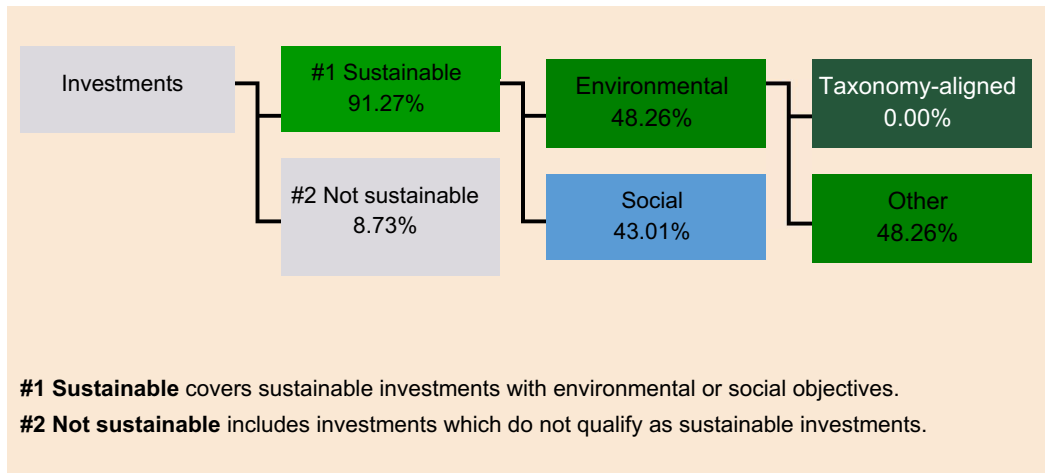 Investments
#1 Sustainable
91.27%
#2 Not sustainable
8.73%
Environmental
48.26%
Social
43.01%
Taxonomy-aligned
0.00%
Other
48.26%
#1 Sustainable covers sustainable investments with environmental or social objectives.
#2 Not sustainable includes investments which do not qualify as sustainable investments.